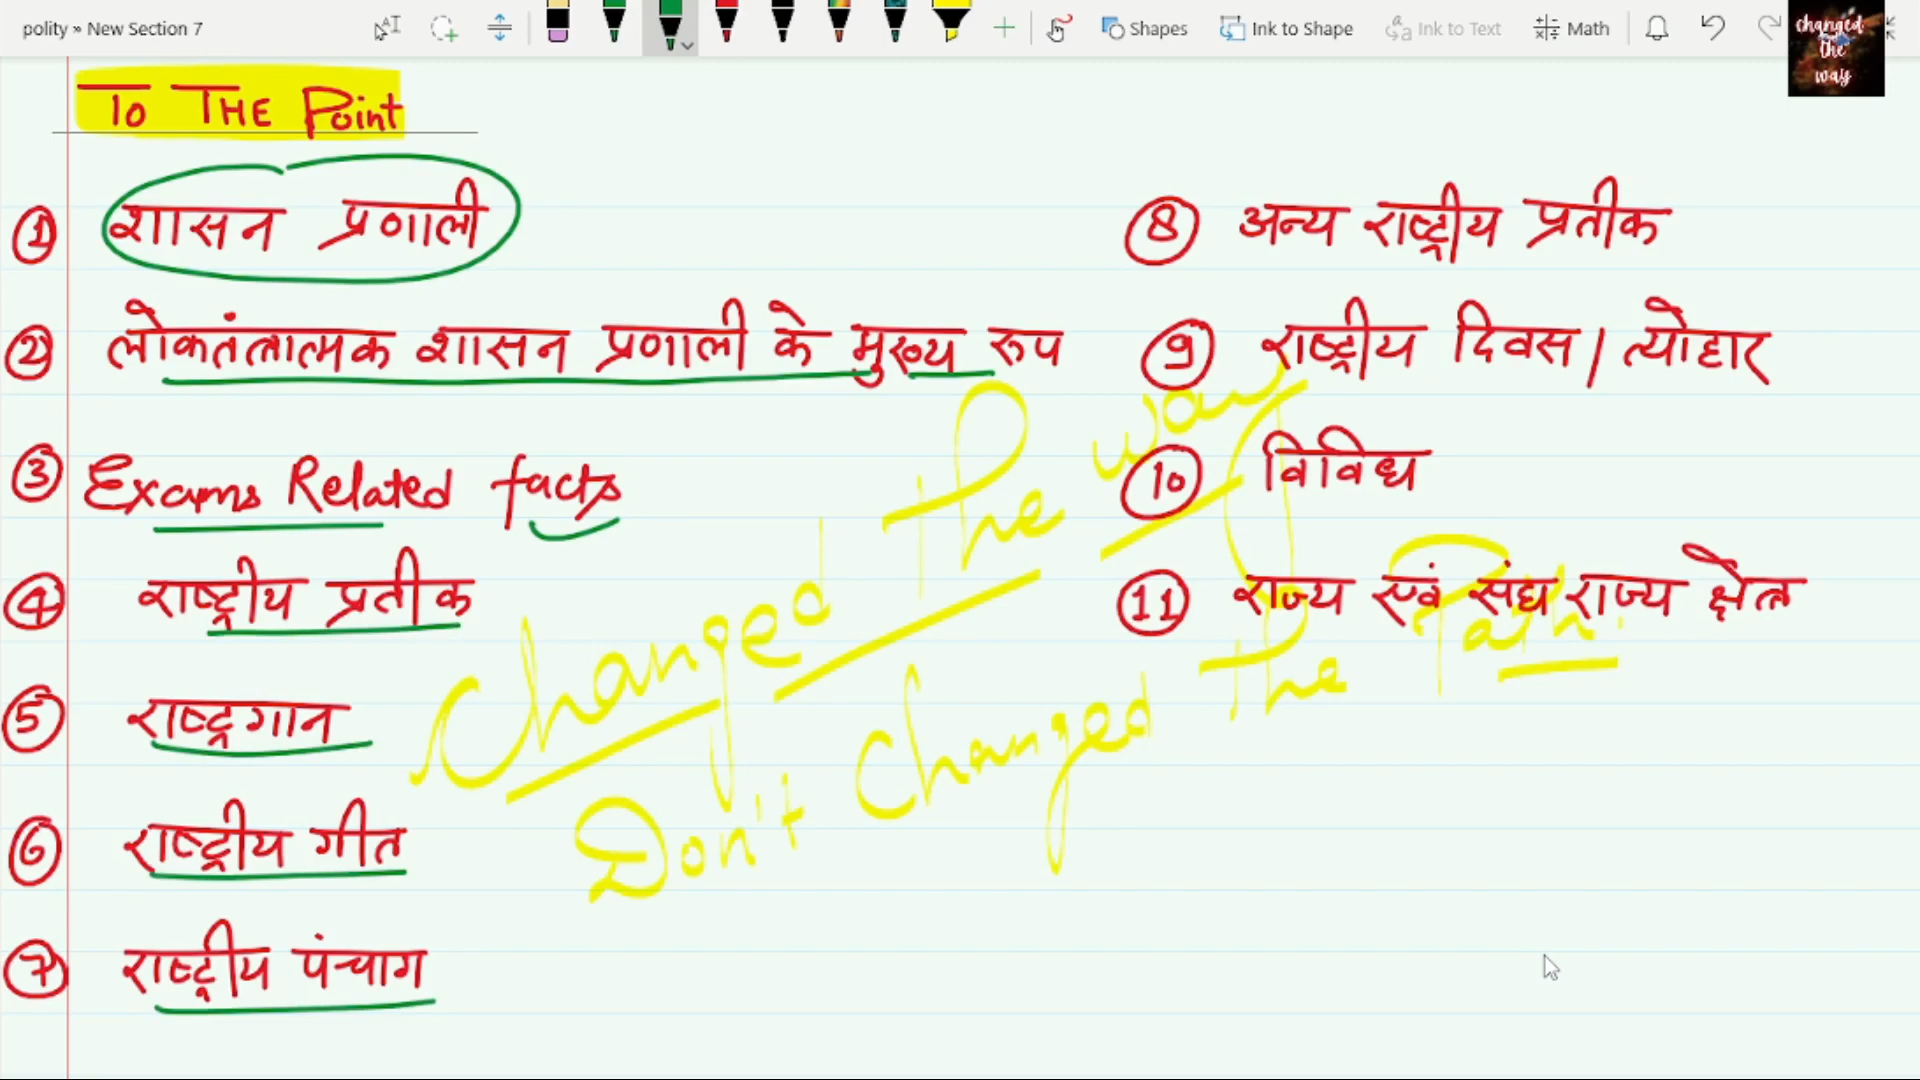 polity » New Section 7
Shapes
Ink to Shape
Ink to Text
Math
changed
the
way
To THE Point
① शासन प्रणाली
② लोकतंत्रात्मक शासन प्रणाली के मुख्य रूप
③ Exams Related facts
④ राष्ट्रीय प्रतीक
⑤ राष्ट्रगान
⑥ राष्ट्रीय गीत
⑦ राष्ट्रीय पंचाग
⑧ अन्य राष्ट्रीय प्रतीक
⑨ राष्ट्रीय दिवस / त्योहार
⑩ विविध
⑪ राज्य एवं संघ राज्य क्षेत्र
Changed the way
Don't Changed the Path.